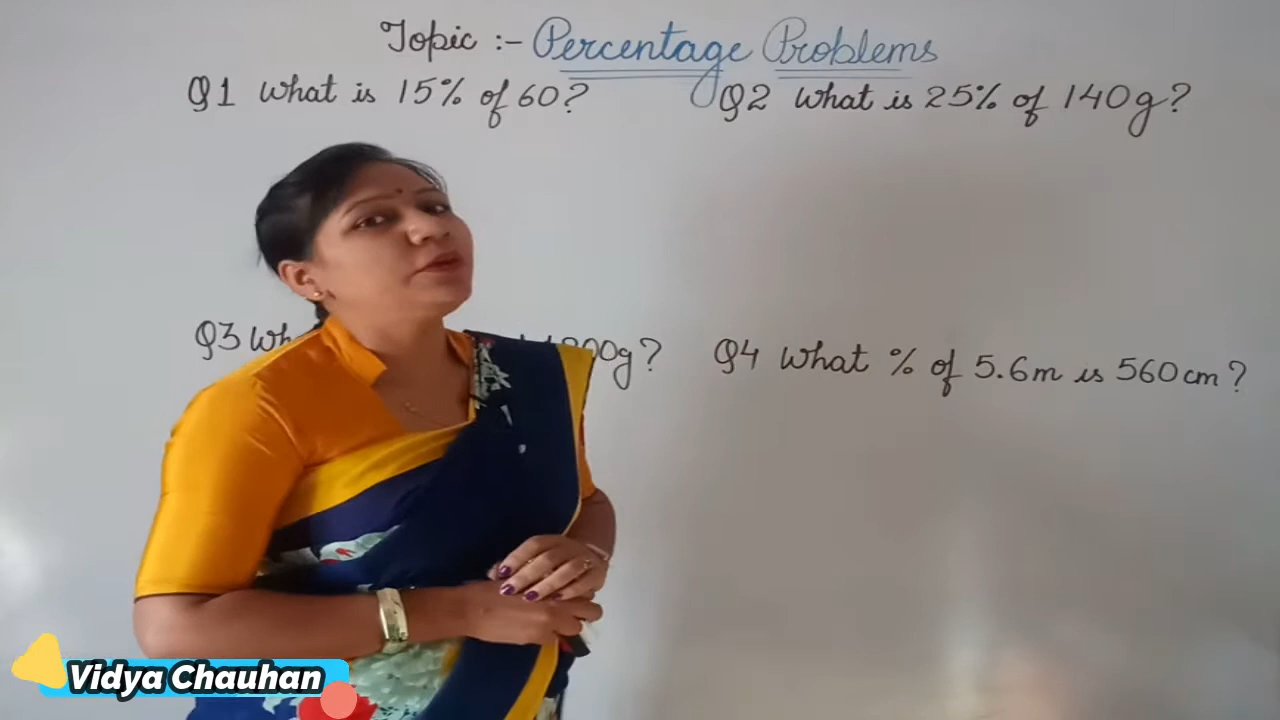 Topic :- Percentage Problems
Q1 What is 15% of 60?
Q2 What is 25% of 140g?
Q3
Q4 What % of 5.6m is 560cm?
Vidya Chauhan